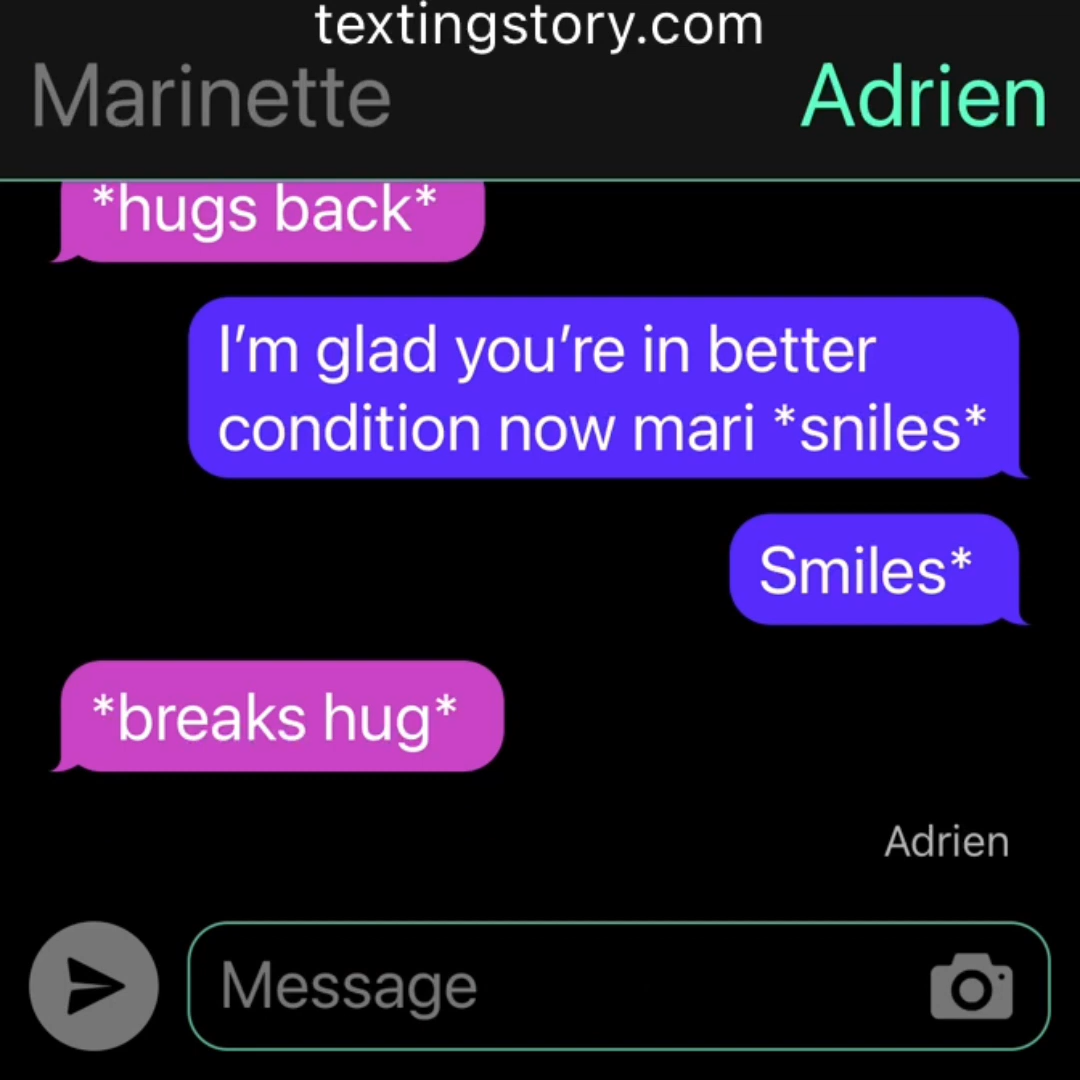 textingstory.com
Marinette
Adrien
*hugs back*
I’m glad you’re in better
condition now mari *sniles*
Smiles*
*breaks hug*
Adrien
Message